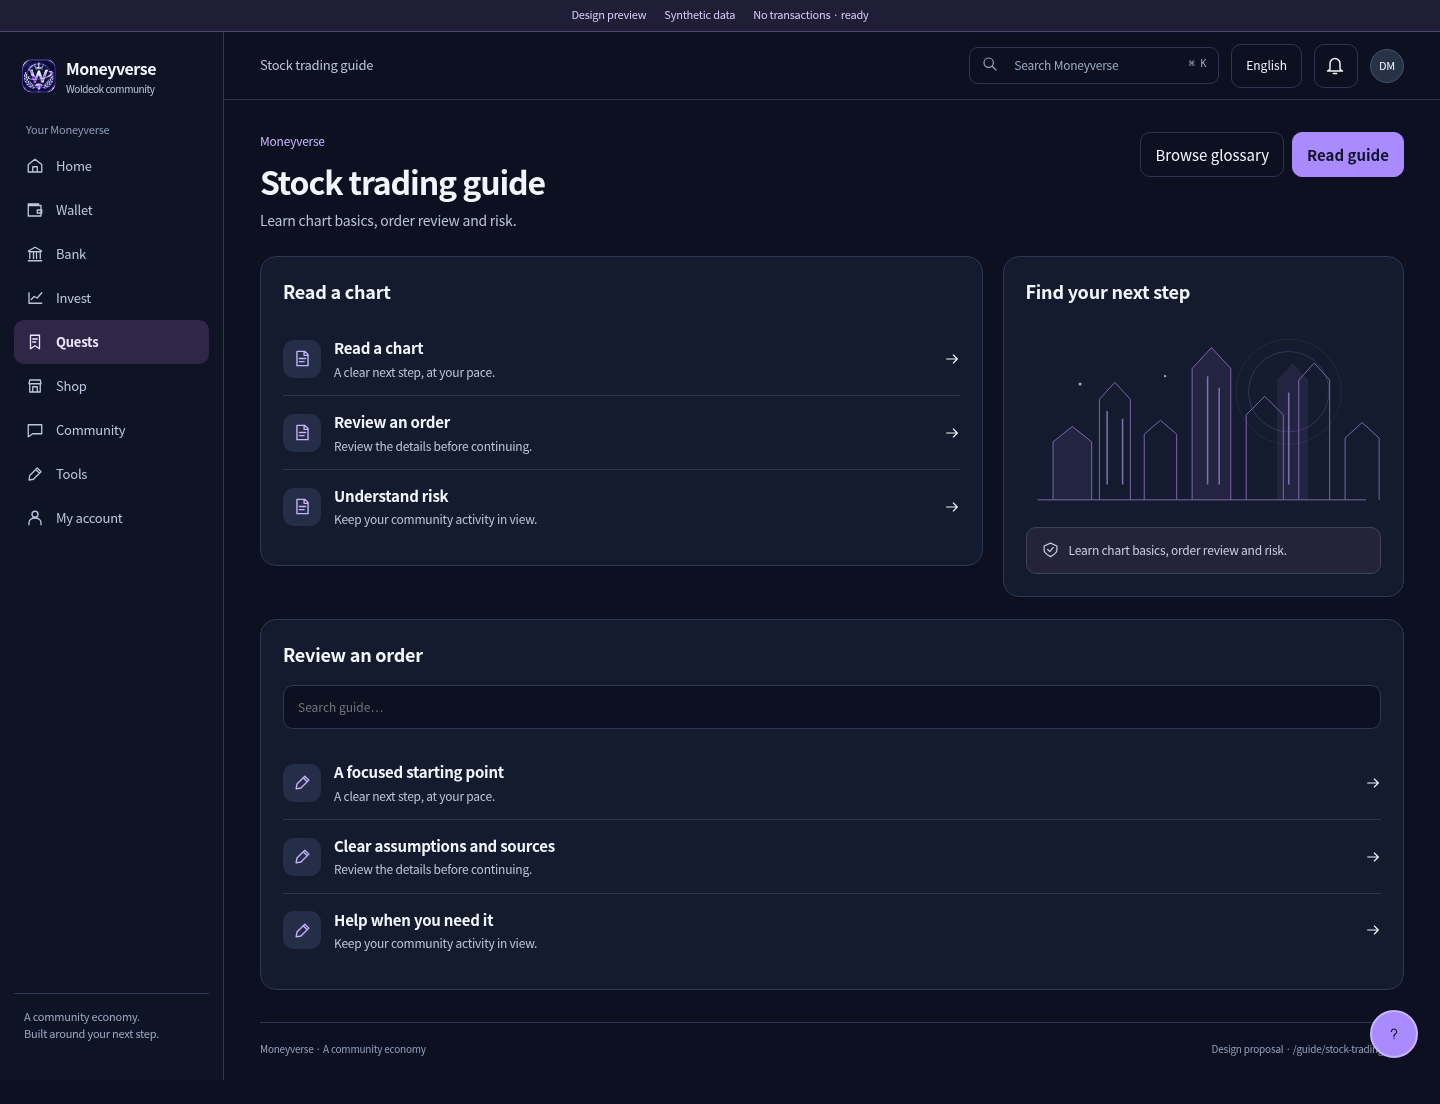 Design preview Synthetic data No transactions · ready
Moneyverse
Woldeok community
Your Moneyverse
Home
Wallet
Bank
Invest
Quests
Shop
Community
Tools
My account
A community economy.
Built around your next step.
Stock trading guide
Search Moneyverse ⌘ K
English
DM
Moneyverse
Stock trading guide
Learn chart basics, order review and risk.
Browse glossary
Read guide
Read a chart
Read a chart
A clear next step, at your pace.
Review an order
Review the details before continuing.
Understand risk
Keep your community activity in view.
Find your next step
Learn chart basics, order review and risk.
Review an order
Search guide…
A focused starting point
A clear next step, at your pace.
Clear assumptions and sources
Review the details before continuing.
Help when you need it
Keep your community activity in view.
Moneyverse · A community economy
Design proposal · /guide/stock-trading
?